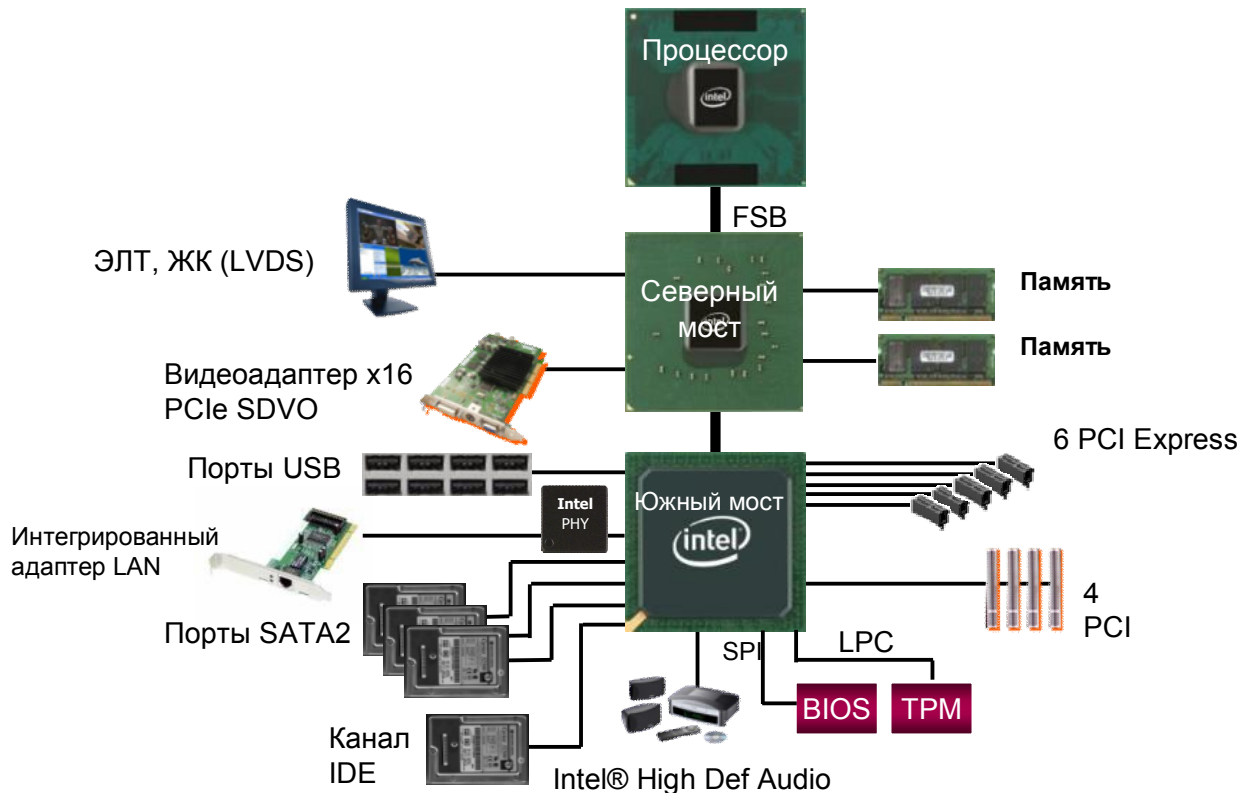 Процессор
intel
FSB
ЭЛТ, ЖК (LVDS)
Северный
мост
intel
Память
Память
Видеоадаптер x16
PCIe SDVO
6 PCI Express
Порты USB
Южный мост
Intel
PHY
intel
Интегрированный
адаптер LAN
4
PCI
Порты SATA2
SPI
LPC
BIOS
TPM
Канал
IDE
Intel® High Def Audio